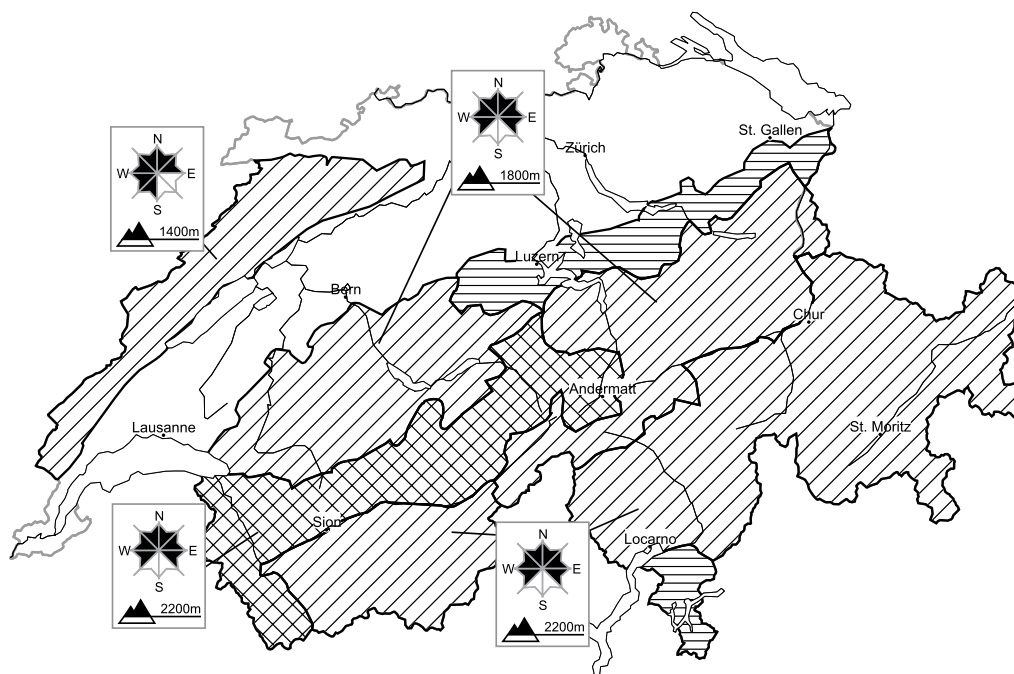 N
W E
S
1800m
St. Gallen
Zürich
N
W E
S
1400m
Luzern
Bern
Chur
Andermatt
Lausanne
St. Moritz
Sion
N
W E
S
2200m
N
W E
S
2200m
Locarno